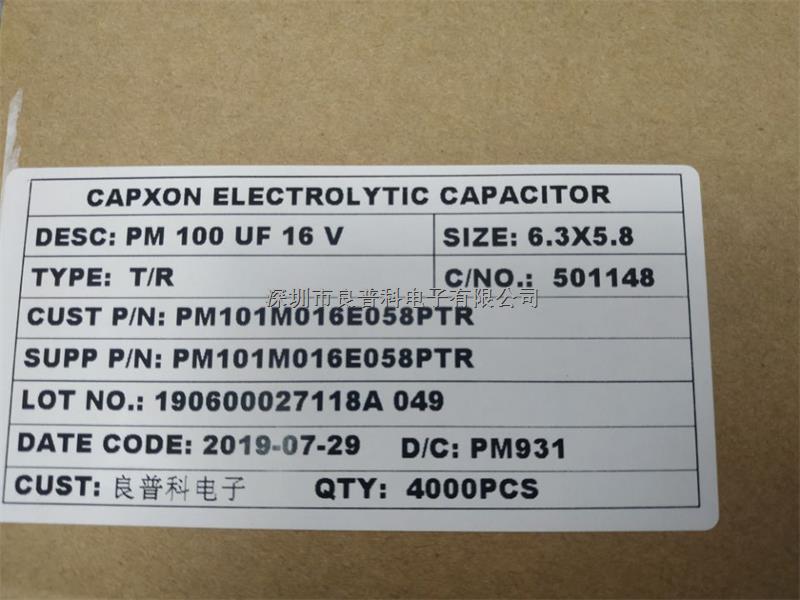 CAPXON ELECTROLYTIC CAPACITOR
DESC: PM 100 UF 16 V SIZE: 6.3X5.8
TYPE: T/R C/NO.: 501148
深圳市良普科电子有限公司
CUST P/N: PM101M016E058PTR
SUPP P/N: PM101M016E058PTR
LOT NO.: 190600027118A 049
DATE CODE: 2019-07-29 D/C: PM931
CUST: 良普科电子 QTY: 4000PCS